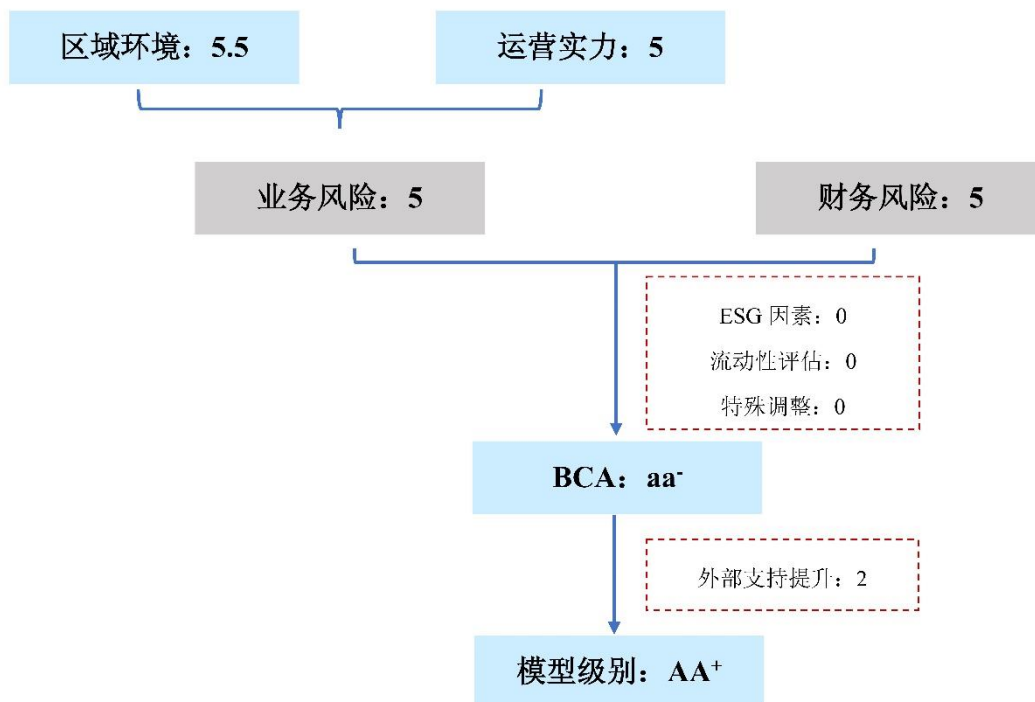 区域环境：5.5
运营实力：5
业务风险：5
财务风险：5
ESG 因素：0
流动性评估：0
特殊调整：0
BCA：aa⁻
外部支持提升：2
模型级别：AA⁺